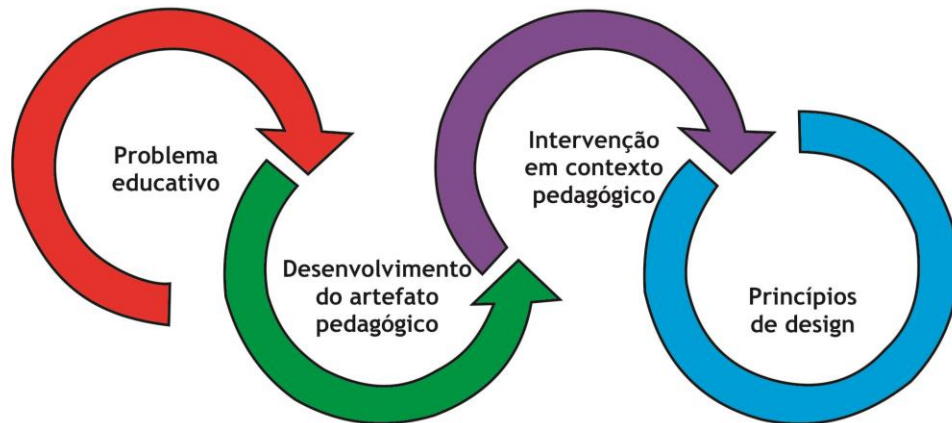 Problema
educativo
Desenvolvimento
do artefato
pedagógico
Intervenção
em contexto
pedagógico
Princípios
de design